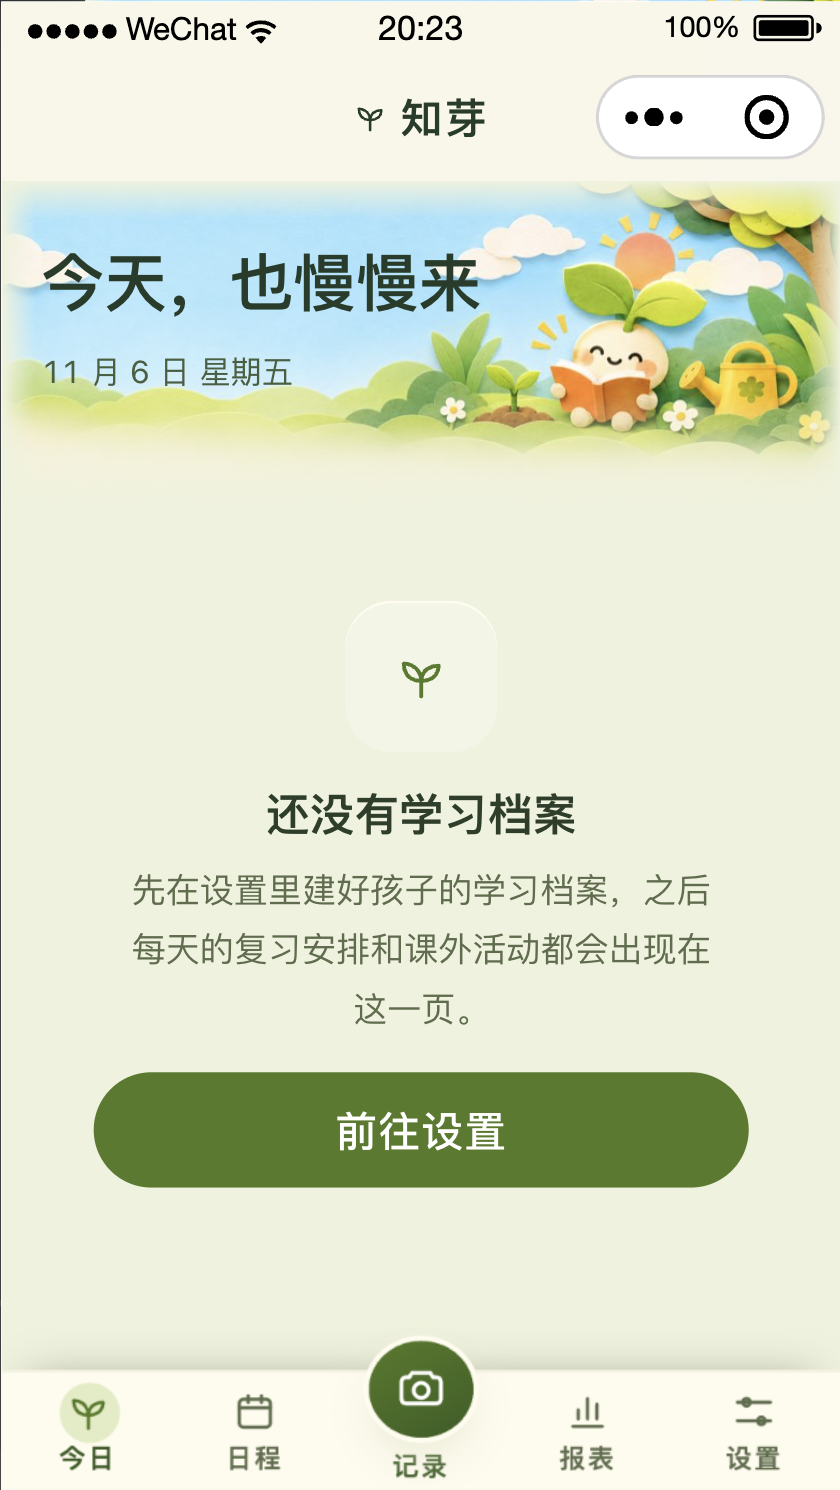 WeChat 20:23 100%
知芽
今天，也慢慢来
11 月 6 日 星期五
还没有学习档案
先在设置里建好孩子的学习档案，之后
每天的复习安排和课外活动都会出现在
这一页。
前往设置
今日 日程 记录 报表 设置